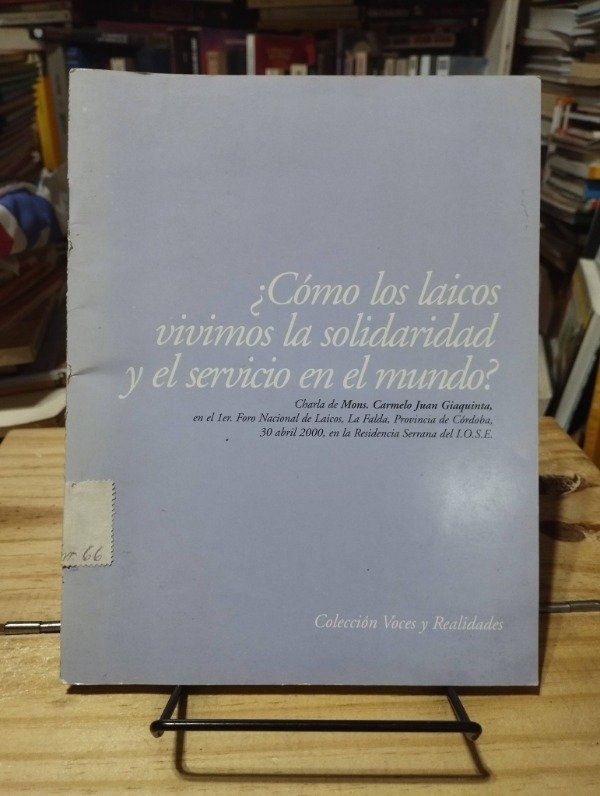 ¿Cómo los laicos
vivimos la solidaridad
y el servicio en el mundo?
Charla de Mons. Carmelo Juan Giaquinta,
en el 1er. Foro Nacional de Laicos, La Falda, Provincia de Córdoba,
30 abril 2000, en la Residencia Serrana del I.O.S.E.
66
Colección Voces y Realidades